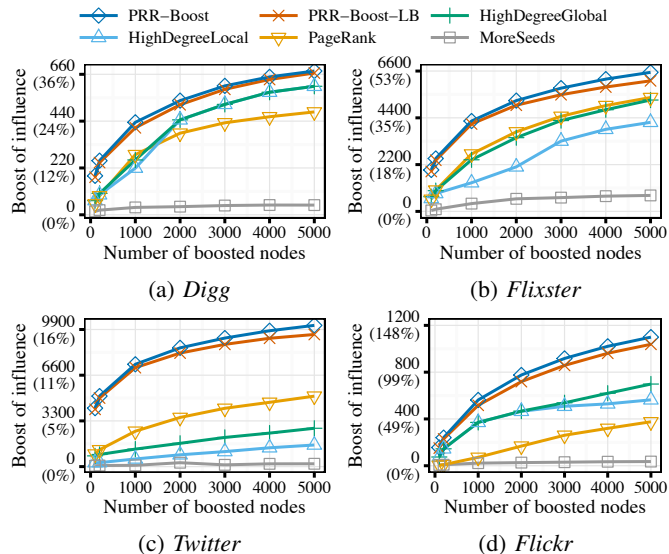 PRR−Boost PRR−Boost−LB HighDegreeGlobal
HighDegreeLocal PageRank MoreSeeds
Boost of influence
660
(36%)
440
(24%)
220
(12%)
0
(0%)
0 1000 2000 3000 4000 5000
Number of boosted nodes
(a) Digg
Boost of influence
6600
(53%)
4400
(35%)
2200
(18%)
0
(0%)
0 1000 2000 3000 4000 5000
Number of boosted nodes
(b) Flixster
Boost of influence
9900
(16%)
6600
(11%)
3300
(5%)
0
(0%)
0 1000 2000 3000 4000 5000
Number of boosted nodes
(c) Twitter
Boost of influence
1200
(148%)
800
(99%)
400
(49%)
0
(0%)
0 1000 2000 3000 4000 5000
Number of boosted nodes
(d) Flickr